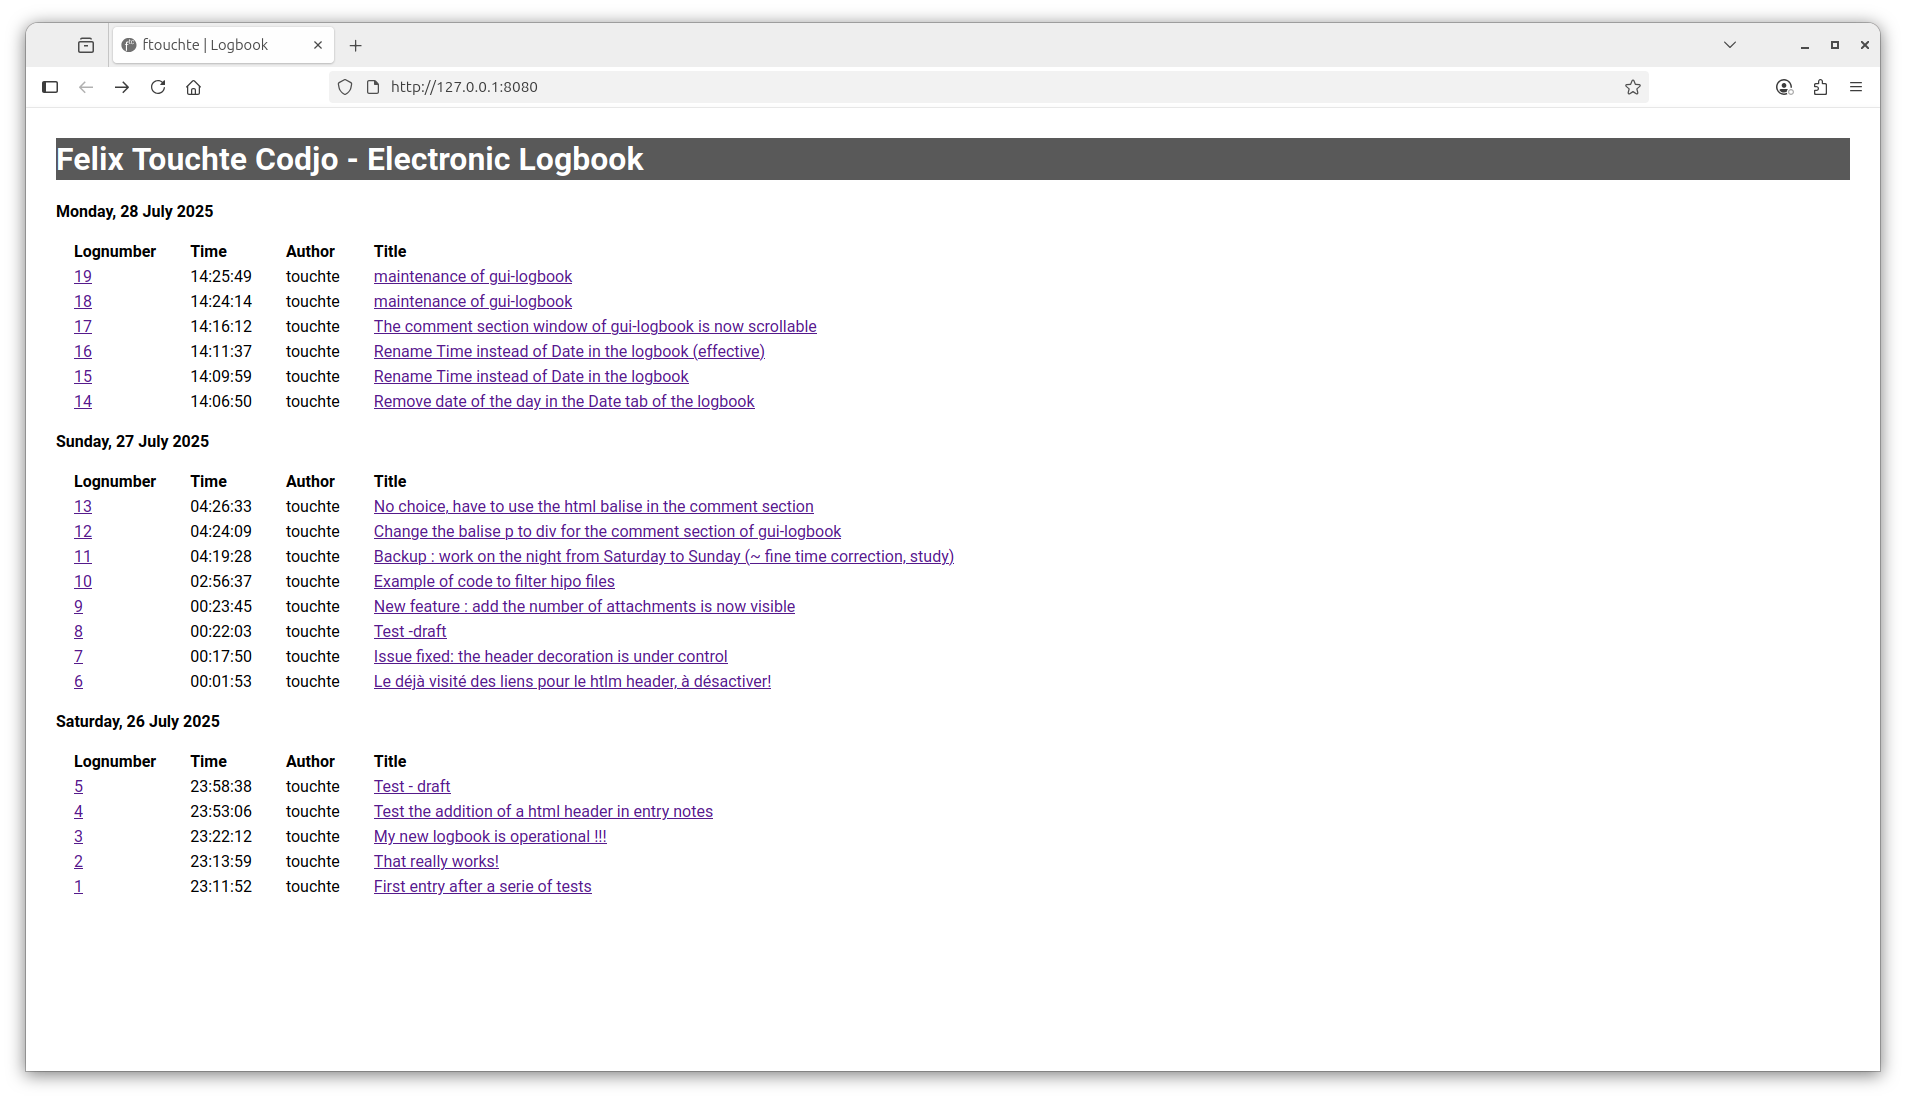 ftouchte | Logbook
http://127.0.0.1:8080
Felix Touchte Codjo - Electronic Logbook
Monday, 28 July 2025
Lognumber Time Author Title
19 14:25:49 touchte maintenance of gui-logbook
18 14:24:14 touchte maintenance of gui-logbook
17 14:16:12 touchte The comment section window of gui-logbook is now scrollable
16 14:11:37 touchte Rename Time instead of Date in the logbook (effective)
15 14:09:59 touchte Rename Time instead of Date in the logbook
14 14:06:50 touchte Remove date of the day in the Date tab of the logbook
Sunday, 27 July 2025
Lognumber Time Author Title
13 04:26:33 touchte No choice, have to use the html balise in the comment section
12 04:24:09 touchte Change the balise p to div for the comment section of gui-logbook
11 04:19:28 touchte Backup : work on the night from Saturday to Sunday (~ fine time correction, study)
10 02:56:37 touchte Example of code to filter hipo files
9 00:23:45 touchte New feature : add the number of attachments is now visible
8 00:22:03 touchte Test -draft
7 00:17:50 touchte Issue fixed: the header decoration is under control
6 00:01:53 touchte Le déjà visité des liens pour le htlm header, à désactiver!
Saturday, 26 July 2025
Lognumber Time Author Title
5 23:58:38 touchte Test - draft
4 23:53:06 touchte Test the addition of a html header in entry notes
3 23:22:12 touchte My new logbook is operational !!!
2 23:13:59 touchte That really works!
1 23:11:52 touchte First entry after a serie of tests